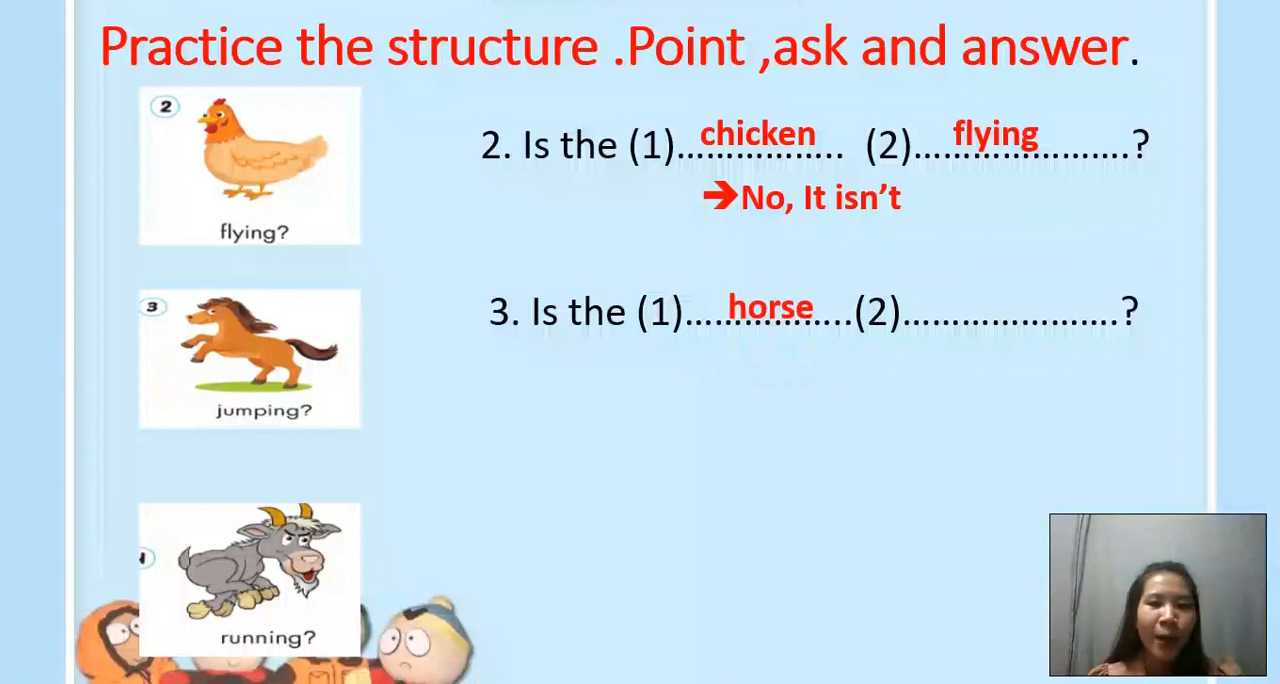 Practice the structure .Point ,ask and answer.
2
flying?
2. Is the (1)……chicken……… (2)……flying…………?
➔No, It isn't
3
jumping?
3. Is the (1)……horse………(2)………………….?
4
running?